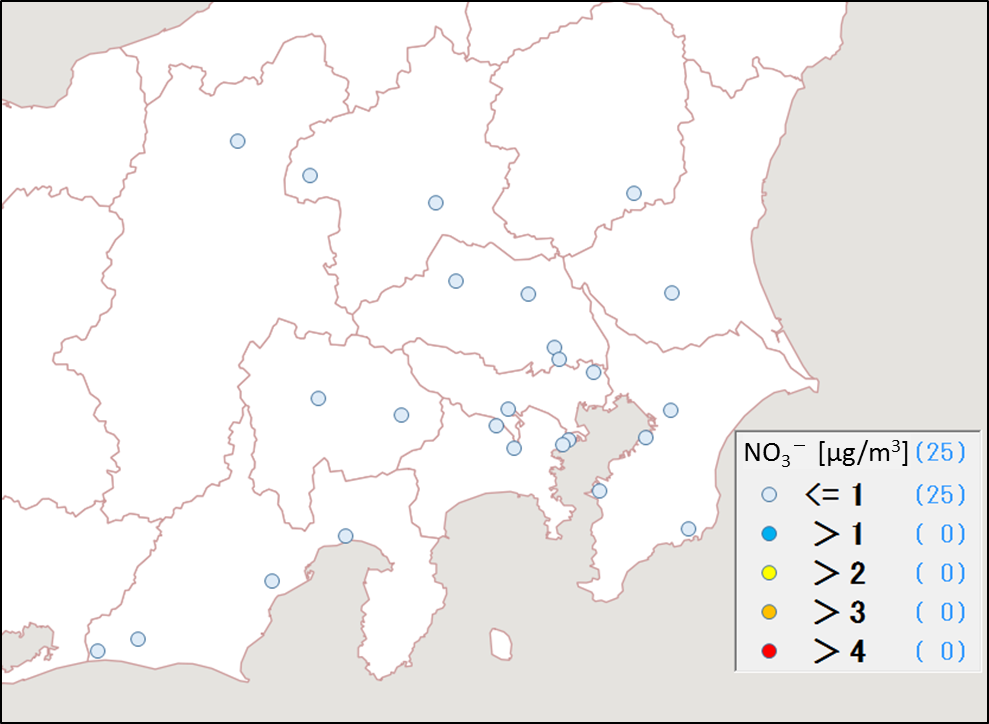 NO₃⁻ [µg/m³] (25)
<= 1 (25)
> 1 ( 0)
> 2 ( 0)
> 3 ( 0)
> 4 ( 0)